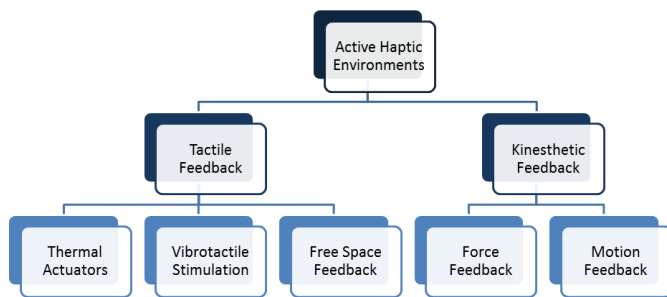 Active Haptic
Environments
Tactile
Feedback
Kinesthetic
Feedback
Thermal
Actuators
Vibrotactile
Stimulation
Free Space
Feedback
Force
Feedback
Motion
Feedback